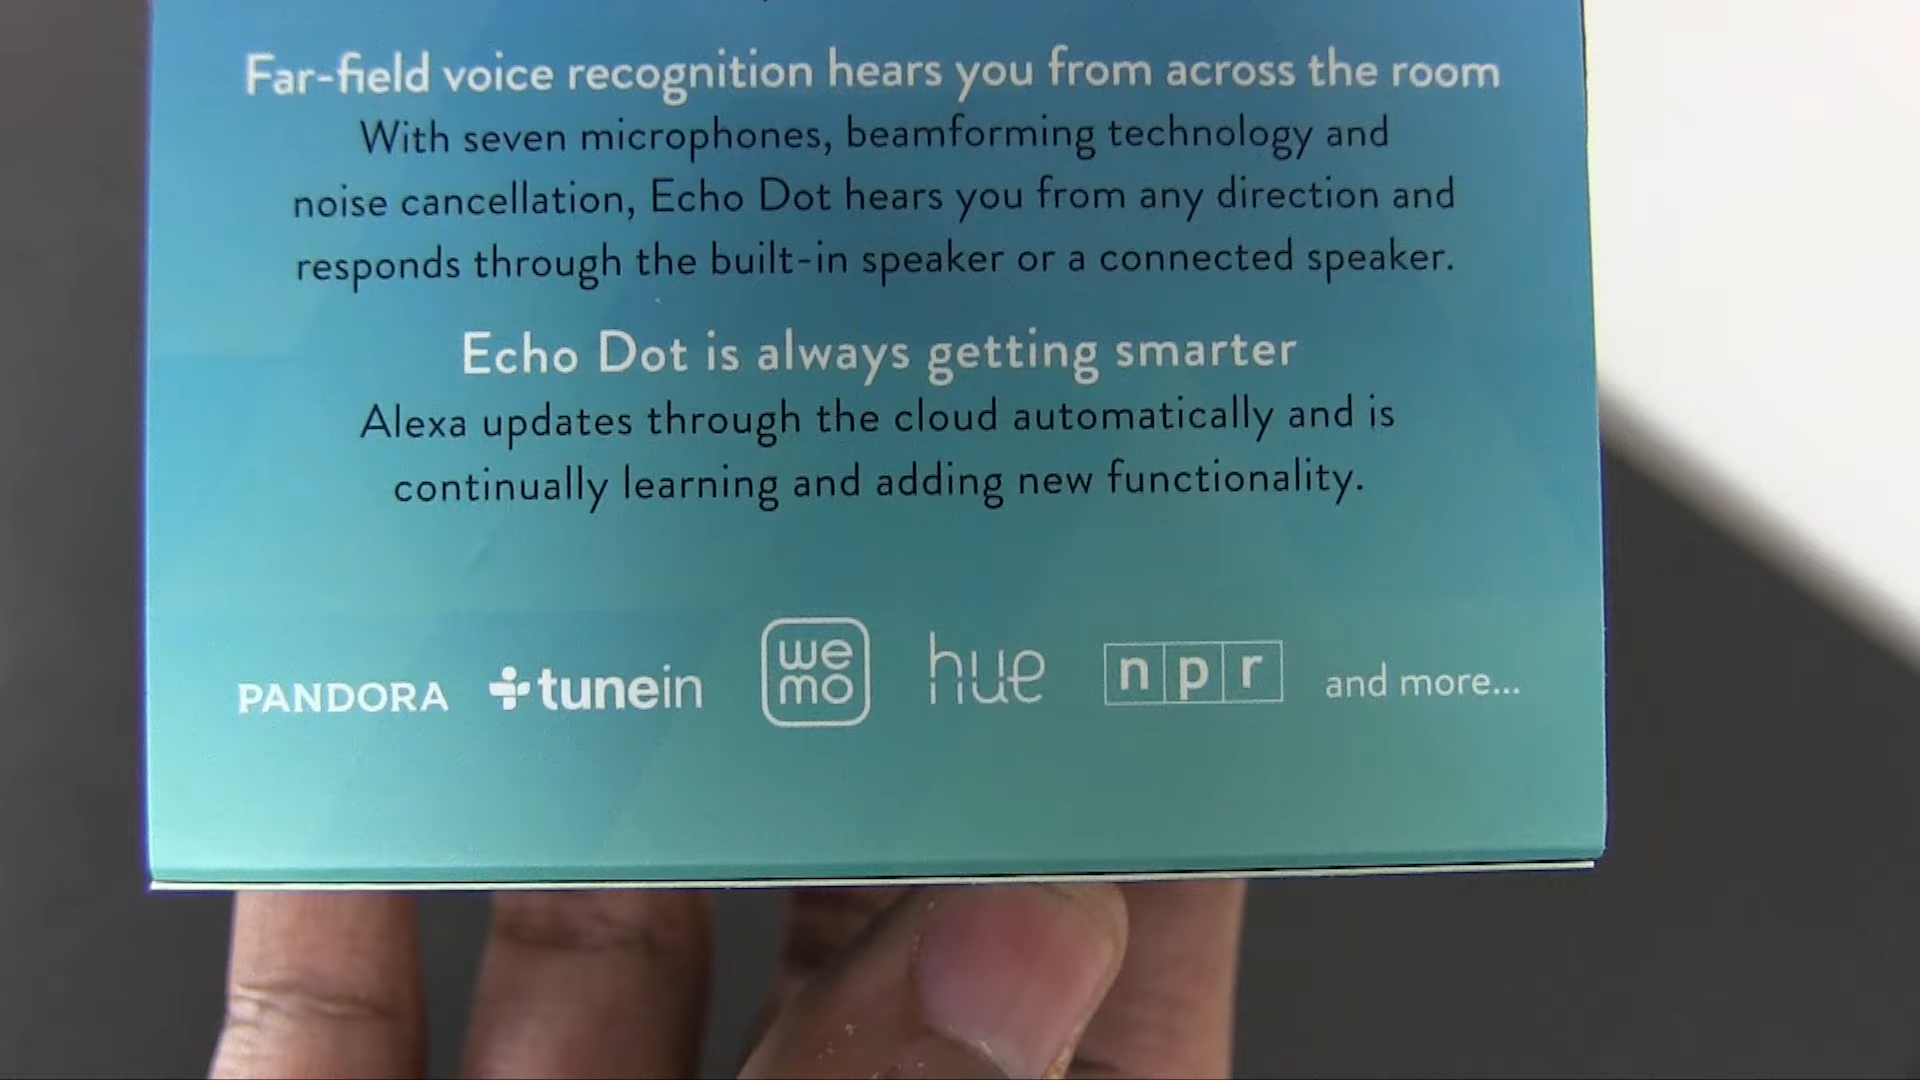 Far-field voice recognition hears you from across the room
With seven microphones, beamforming technology and
noise cancellation, Echo Dot hears you from any direction and
responds through the built-in speaker or a connected speaker.
Echo Dot is always getting smarter
Alexa updates through the cloud automatically and is
continually learning and adding new functionality.
PANDORA tunein we mo hue npr and more...